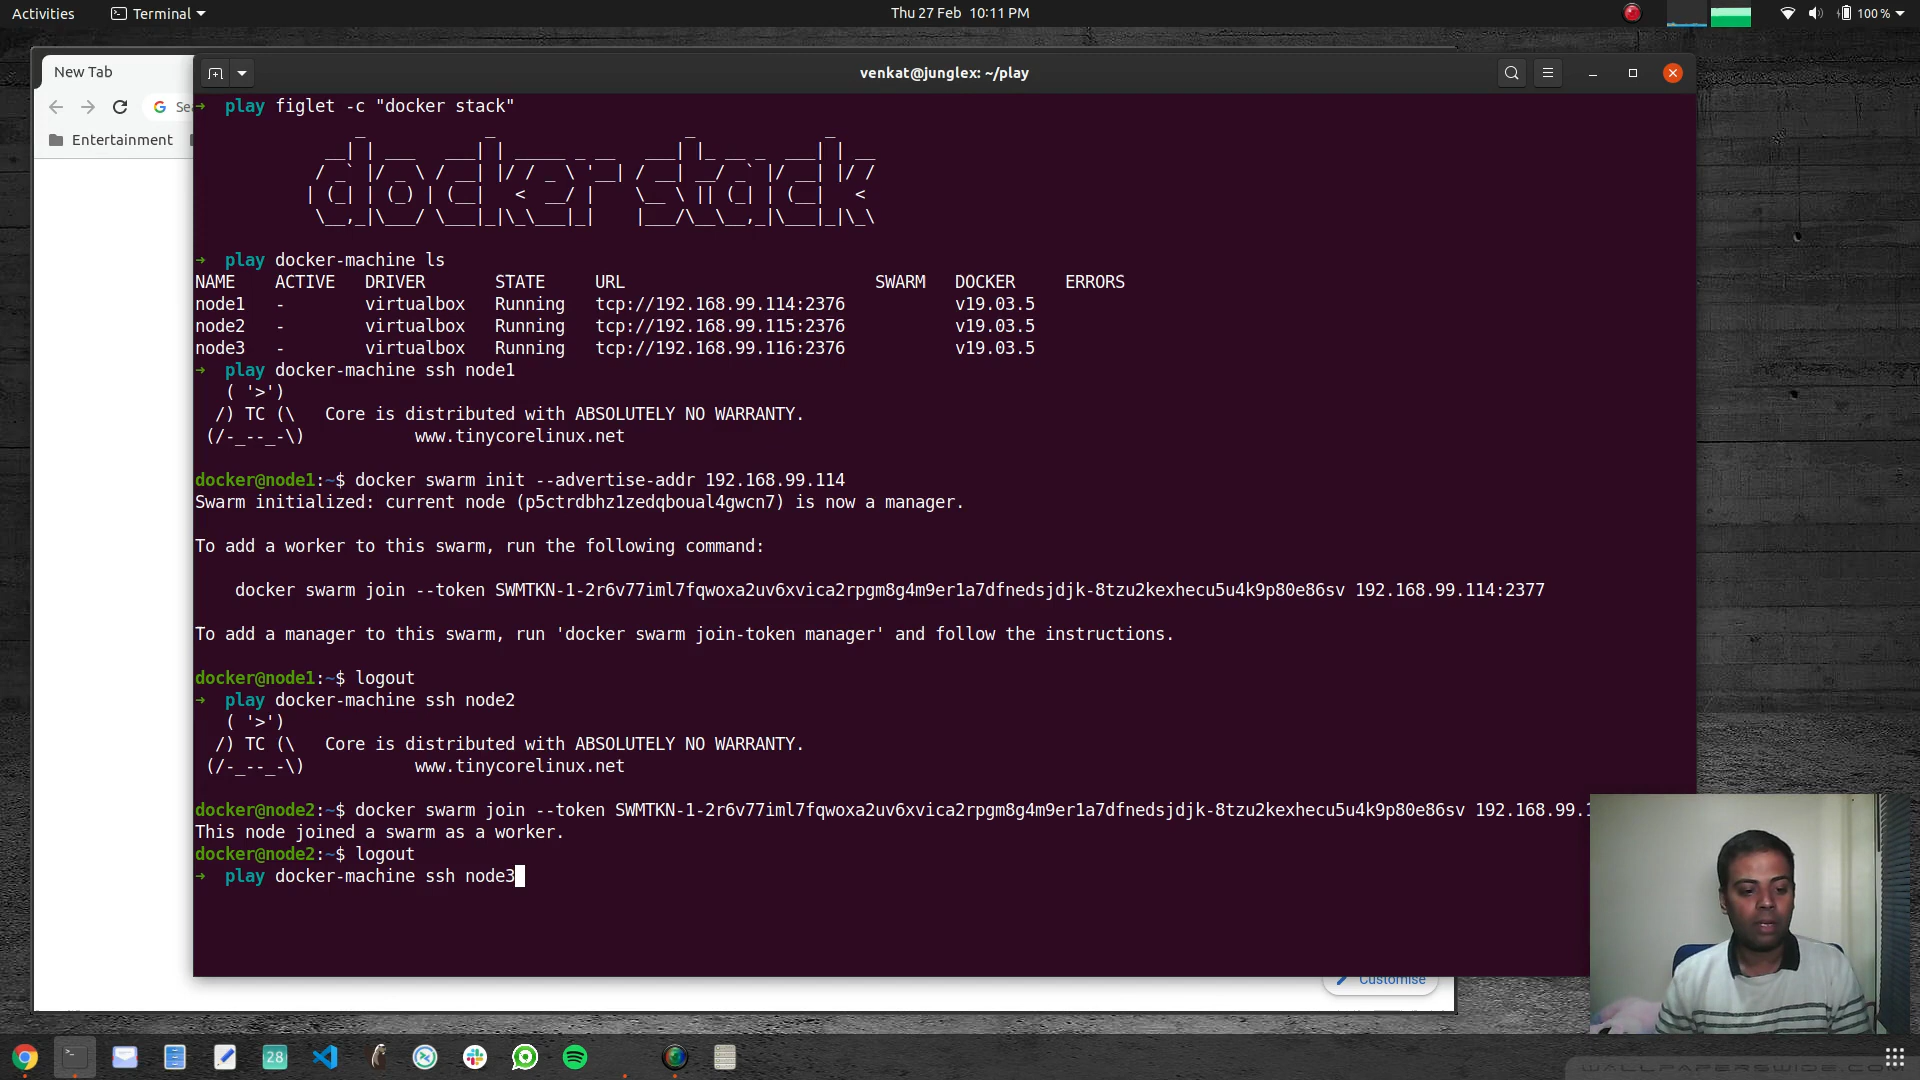 Activities Terminal Thu 27 Feb 10:11 PM 100 %
New Tab
venkat@junglex: ~/play
Sea
Entertainment
➜ play figlet -c "docker stack"
docker stack
➜ play docker-machine ls
NAME ACTIVE DRIVER STATE URL SWARM DOCKER ERRORS
node1 - virtualbox Running tcp://192.168.99.114:2376 v19.03.5
node2 - virtualbox Running tcp://192.168.99.115:2376 v19.03.5
node3 - virtualbox Running tcp://192.168.99.116:2376 v19.03.5
➜ play docker-machine ssh node1
( '>')
/) TC (\ Core is distributed with ABSOLUTELY NO WARRANTY.
(/-_--_-\) www.tinycorelinux.net
docker@node1:~$ docker swarm init --advertise-addr 192.168.99.114
Swarm initialized: current node (p5ctrdbhz1zedqboual4gwcn7) is now a manager.
To add a worker to this swarm, run the following command:
docker swarm join --token SWMTKN-1-2r6v77iml7fqwoxa2uv6xvica2rpgm8g4m9er1a7dfnedsjdjk-8tzu2kexhecu5u4k9p80e86sv 192.168.99.114:2377
To add a manager to this swarm, run 'docker swarm join-token manager' and follow the instructions.
docker@node1:~$ logout
➜ play docker-machine ssh node2
( '>')
/) TC (\ Core is distributed with ABSOLUTELY NO WARRANTY.
(/-_--_-\) www.tinycorelinux.net
docker@node2:~$ docker swarm join --token SWMTKN-1-2r6v77iml7fqwoxa2uv6xvica2rpgm8g4m9er1a7dfnedsjdjk-8tzu2kexhecu5u4k9p80e86sv 192.168.99.1
This node joined a swarm as a worker.
docker@node2:~$ logout
➜ play docker-machine ssh node3
Customise
28
WALLPAPERSWIDE.COM